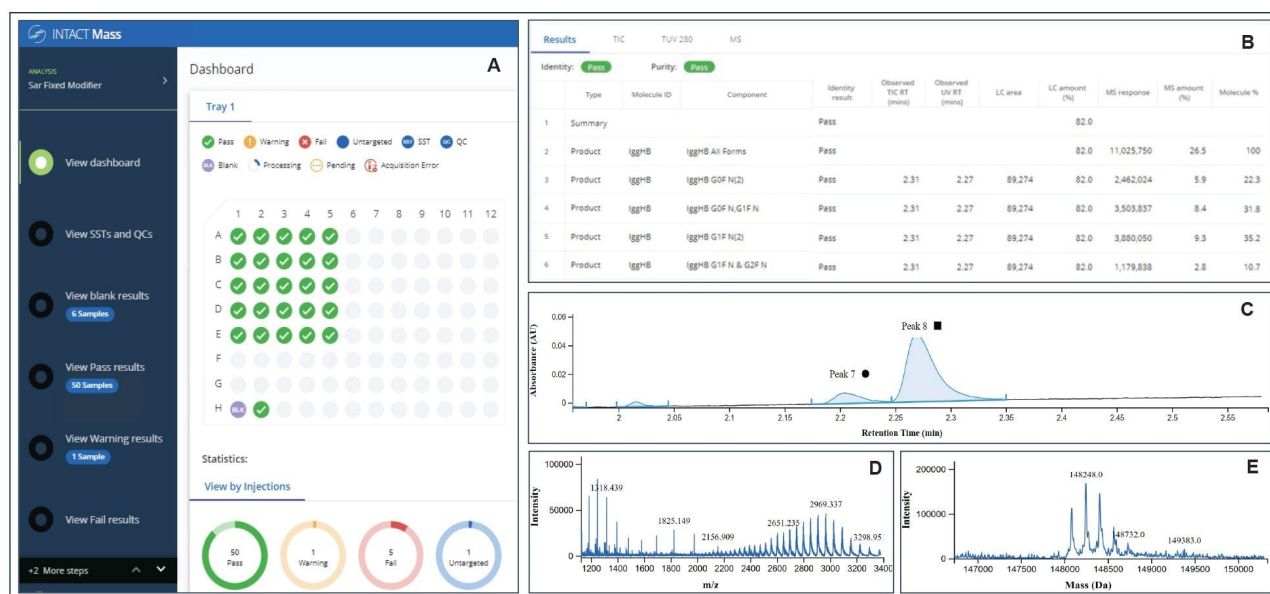 INTACT Mass
ANALYSIS
Sar Fixed Modifier
View dashboard
View SSTs and QCs
View blank results
6 Samples
View Pass results
50 Samples
View Warning results
1 Sample
View Fail results
+2 More steps
Dashboard
A
Tray 1
Pass Warning Fail Untargeted SST SST QC QC
BLK Blank Processing Pending Acquisition Error
1 2 3 4 5 6 7 8 9 10 11 12
A
B
C
D
E
F
G
H BLK
Statistics:
View by Injections
50 Pass
1 Warning
5 Fail
1 Untargeted
Results TIC TUV 280 MS
B
Identity: Pass Purity: Pass
Type Molecule ID Component Identity result Observed TIC RT (mins) Observed UV RT (mins) LC area LC amount (%) MS response MS amount (%) Molecule %
1 Summary Pass 82.0
2 Product IggHB IggHB All Forms Pass 82.0 11,025,750 26.5 100
3 Product IggHB IggHB G0F N(2) Pass 2.31 2.27 89,274 82.0 2,462,024 5.9 22.3
4 Product IggHB IggHB G0F N,G1F N Pass 2.31 2.27 89,274 82.0 3,503,837 8.4 31.8
5 Product IggHB IggHB G1F N(2) Pass 2.31 2.27 89,274 82.0 3,880,050 9.3 35.2
6 Product IggHB IggHB G1F N & G2F N Pass 2.31 2.27 89,274 82.0 1,179,838 2.8 10.7
C
Absorbance (AU)
0.06
0.04
0.02
0
Peak 7
Peak 8
2 2.05 2.1 2.15 2.2 2.25 2.3 2.35 2.4 2.45 2.5 2.55
Retention Time (min)
D
Intensity
100000
50000
0
1318.439
1825.149
2156.909
2651.235
2969.337
3298.951
1200 1400 1600 1800 2000 2200 2400 2600 2800 3000 3200 3400
m/z
E
Intensity
200000
100000
0
148248.0
148732.0
149383.0
147000 147500 148000 148500 149000 149500 150000
Mass (Da)